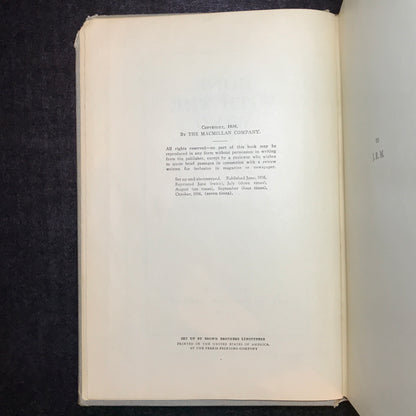 Copyright, 1936,
By THE MACMILLAN COMPANY.
All rights reserved—no part of this book may be
reproduced in any form without permission in writing
from the publisher, except by a reviewer who wishes
to quote brief passages in connection with a review
written for inclusion in magazine or newspaper.
Set up and electrotyped. Published June, 1936.
Reprinted June (twice), July (three times),
August (six times), September (four times),
October, 1936, (seven times).
SET UP BY BROWN BROTHERS LINOTYPERS
PRINTED IN THE UNITED STATES OF AMERICA
BY THE FERRIS PRINTING COMPANY
TO
J.R.M.